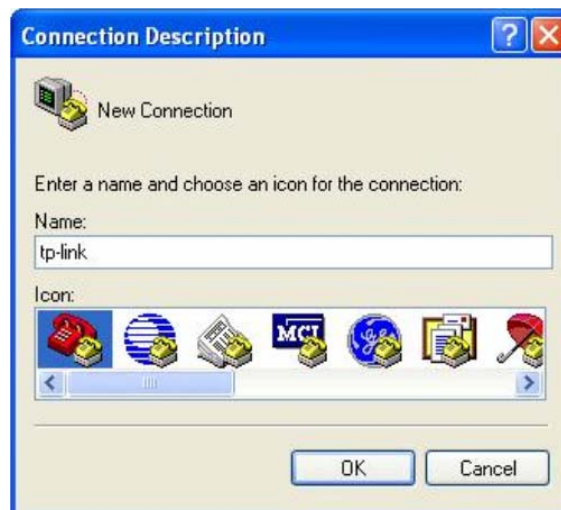 Connection Description
New Connection
Enter a name and choose an icon for the connection:
Name:
tp-link
Icon:
MCI
OK
Cancel